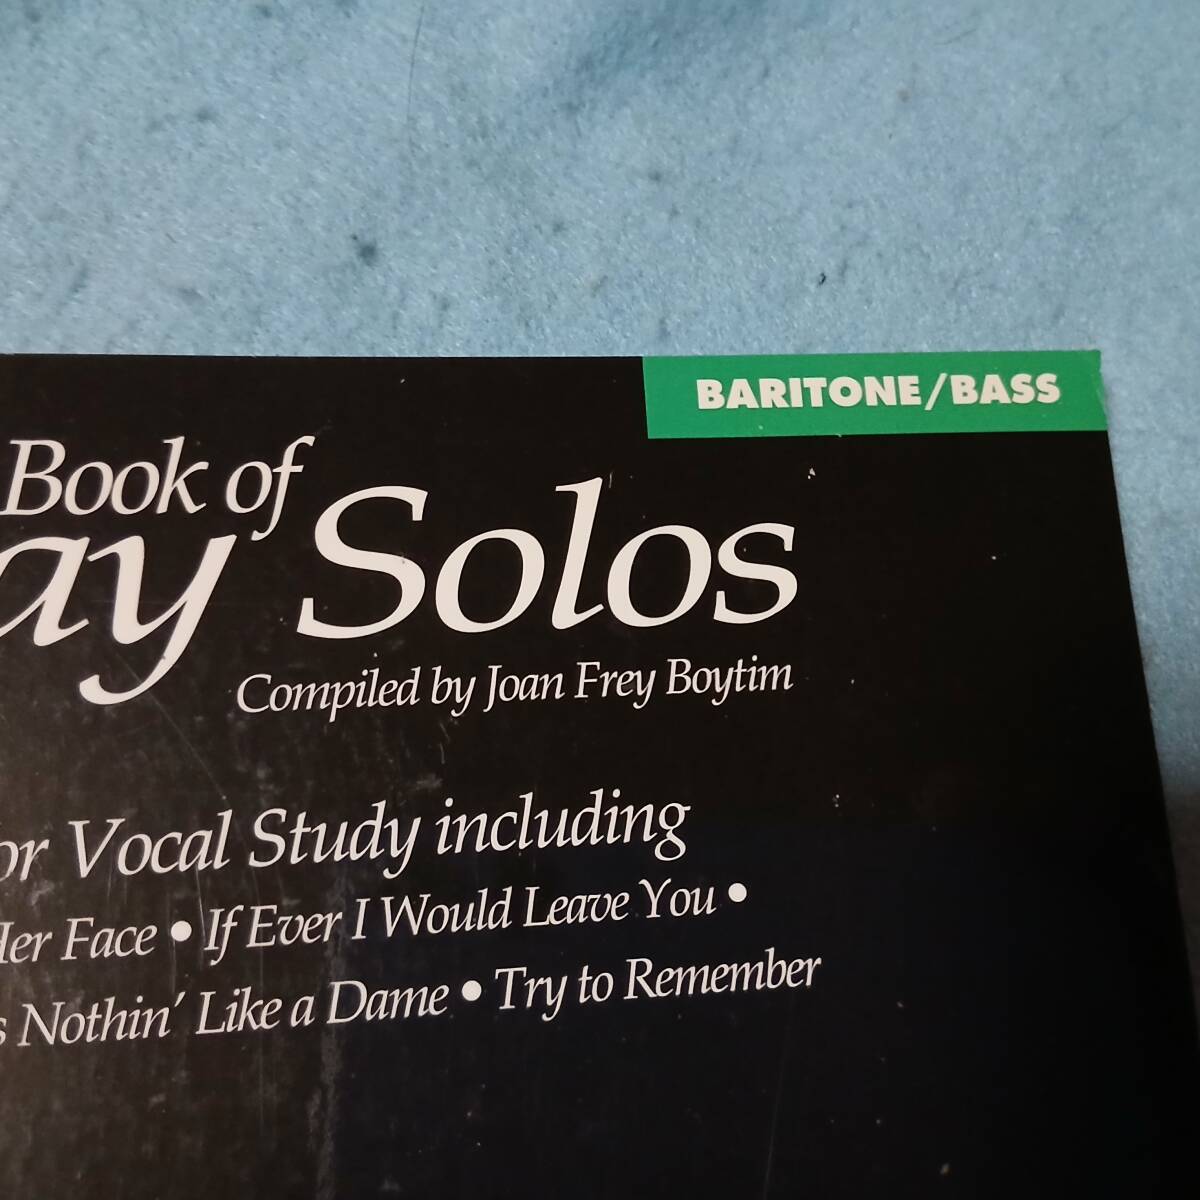 BARITONE/BASS
Book of
ay Solos
Compiled by Joan Frey Boytim
or Vocal Study including
Her Face • If Ever I Would Leave You •
s Nothin' Like a Dame • Try to Remember